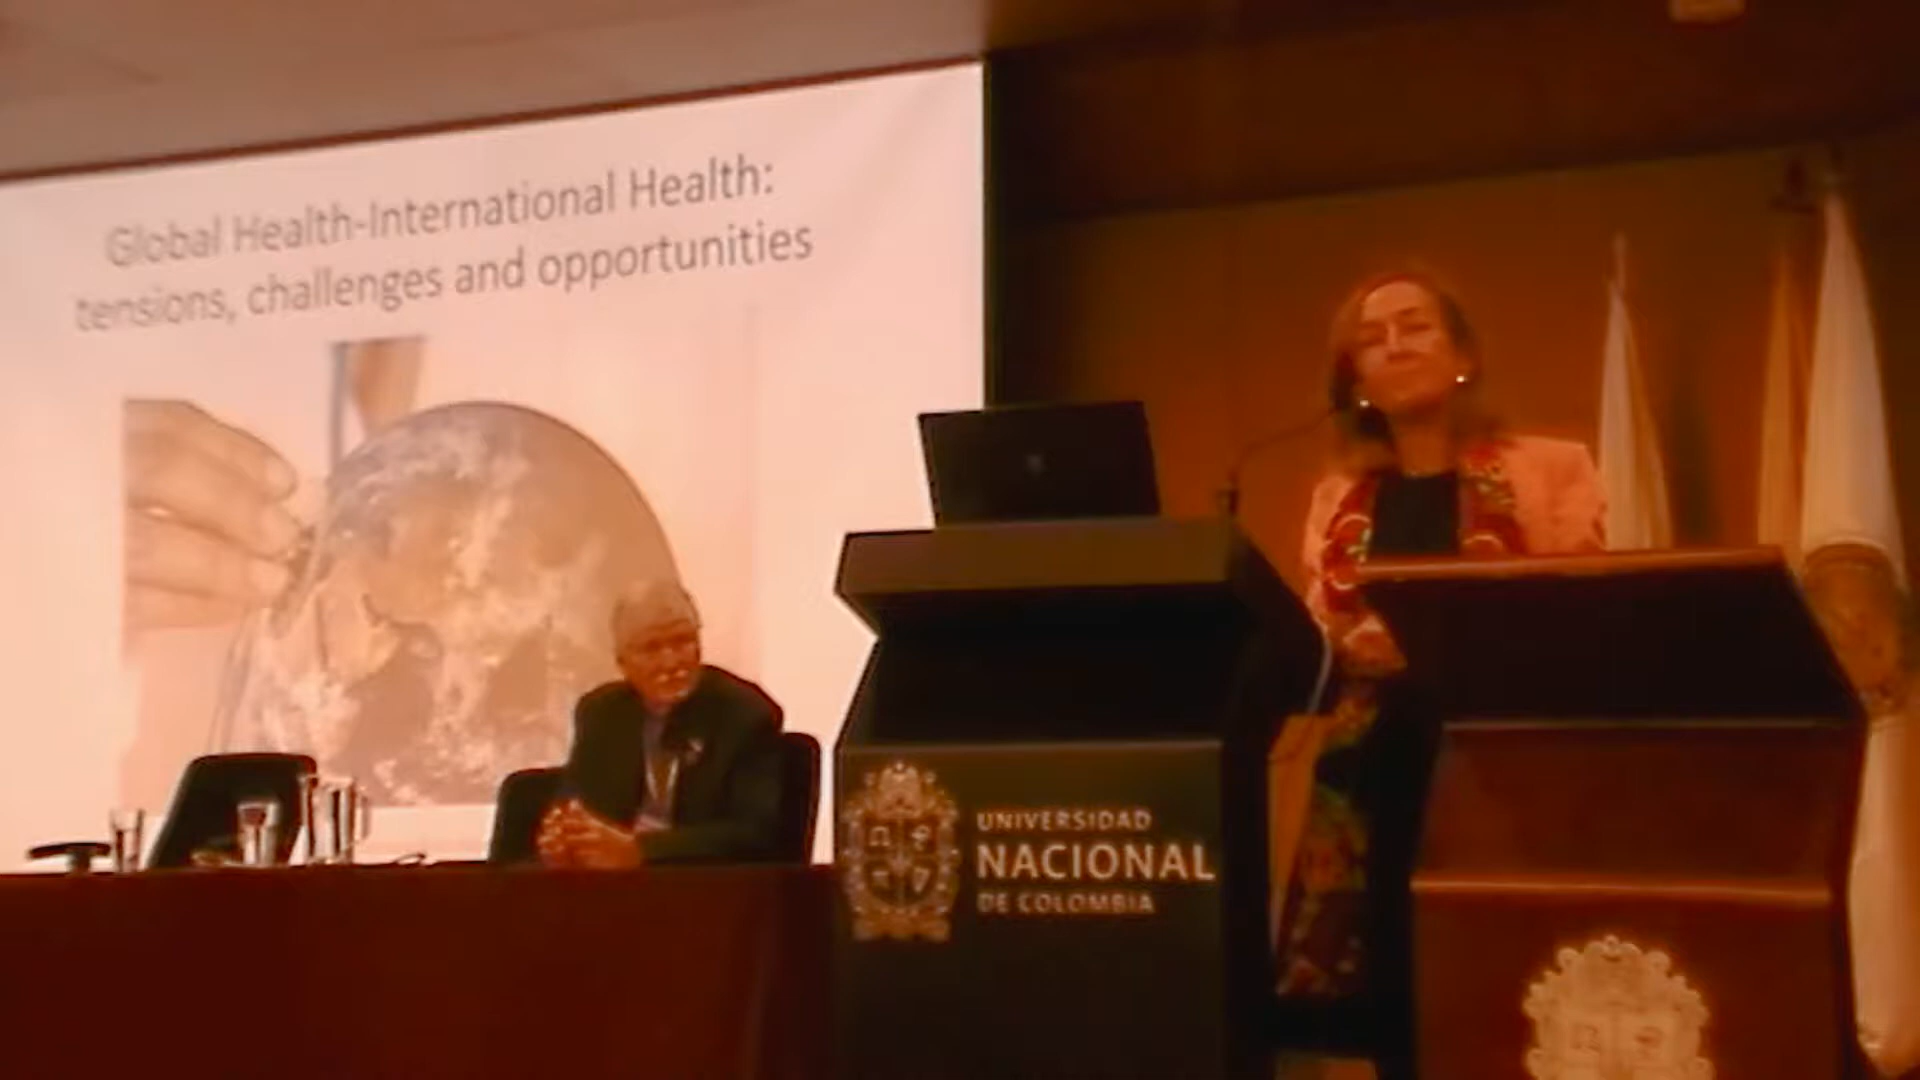 Global Health-International Health:
tensions, challenges and opportunities
UNIVERSIDAD
NACIONAL
DE COLOMBIA